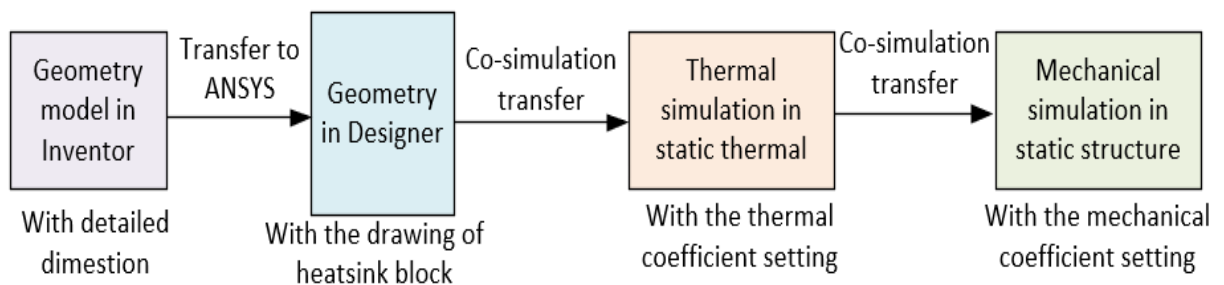 Geometry
model in
Inventor
With detailed
dimestion
Transfer to
ANSYS
Geometry
in Designer
With the drawing of
heatsink block
Co-simulation
transfer
Thermal
simulation in
static thermal
With the thermal
coefficient setting
Co-simulation
transfer
Mechanical
simulation in
static structure
With the mechanical
coefficient setting